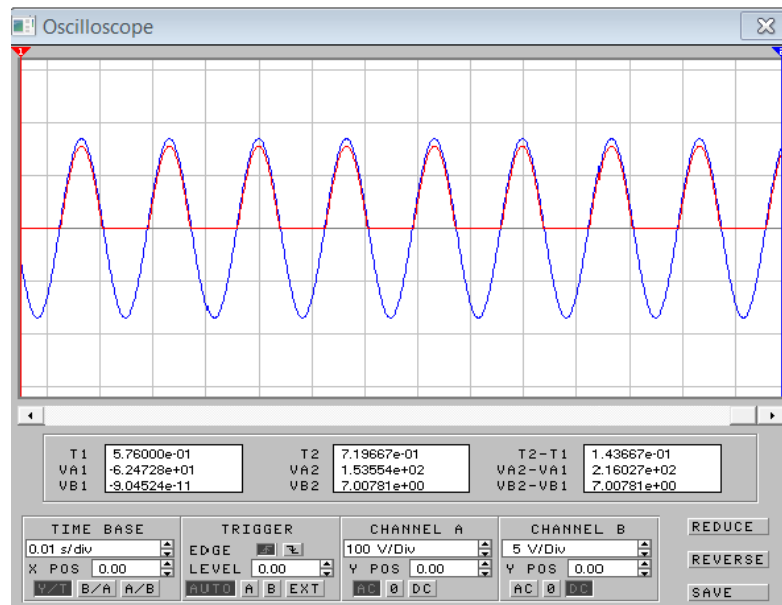 Oscilloscope
1
T1 5.76000e-01 T2 7.19667e-01 T2-T1 1.43667e-01
VA1 -6.24728e+01 VA2 1.53554e+02 VA2-VA1 2.16027e+02
VB1 -9.04524e-11 VB2 7.00781e+00 VB2-VB1 7.00781e+00
TIME BASE TRIGGER CHANNEL A CHANNEL B REDUCE
0.01 s/div EDGE 100 V/Div 5 V/Div
X POS 0.00 LEVEL 0.00 Y POS 0.00 Y POS 0.00 REVERSE
Y/T B/A A/B AUTO A B EXT AC 0 DC AC 0 DC SAVE